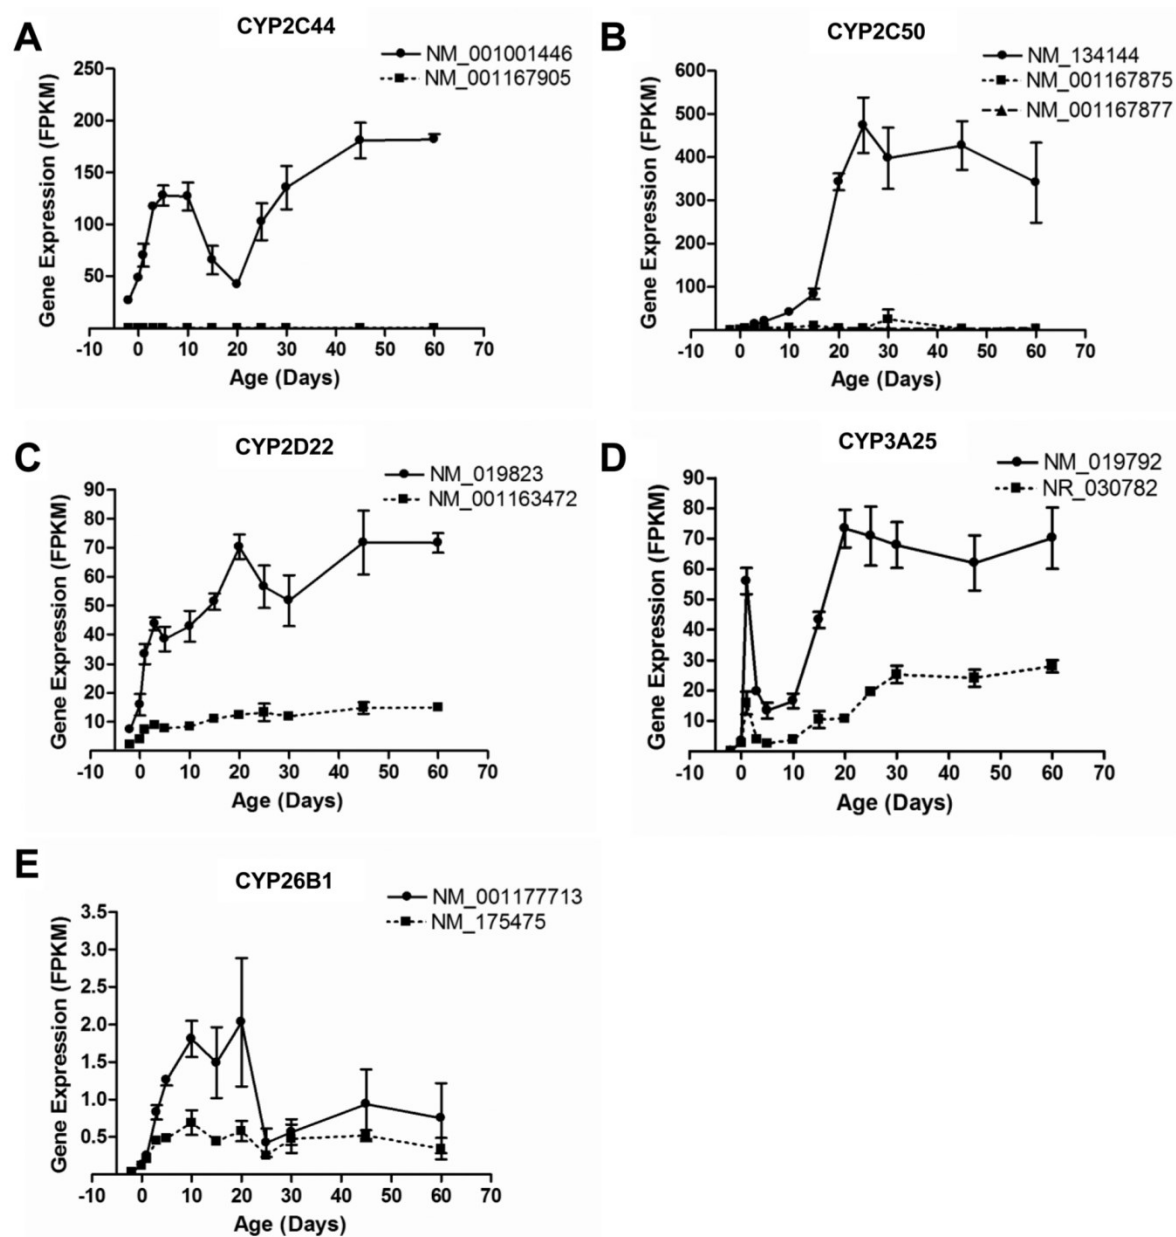 A
CYP2C44
NM_001001446
NM_001167905
Gene Expression (FPKM)
250
200
150
100
50
-10 0 10 20 30 40 50 60 70
Age (Days)
B
CYP2C50
NM_134144
NM_001167875
NM_001167877
Gene Expression (FPKM)
600
500
400
300
200
100
-10 0 10 20 30 40 50 60 70
Age (Days)
C
CYP2D22
NM_019823
NM_001163472
Gene Expression (FPKM)
90
80
70
60
50
40
30
20
10
-10 0 10 20 30 40 50 60 70
Age (Days)
D
CYP3A25
NM_019792
NR_030782
Gene Expression (FPKM)
90
80
70
60
50
40
30
20
10
-10 0 10 20 30 40 50 60 70
Age (Days)
E
CYP26B1
NM_001177713
NM_175475
Gene Expression (FPKM)
3.5
3.0
2.5
2.0
1.5
1.0
0.5
-10 0 10 20 30 40 50 60 70
Age (Days)